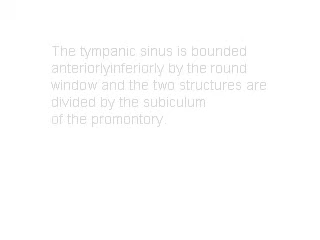 The tympanic sinus is bounded
anteriorlyinferiorly by the round
window and the two structures are
divided by the subiculum
of the promontory.